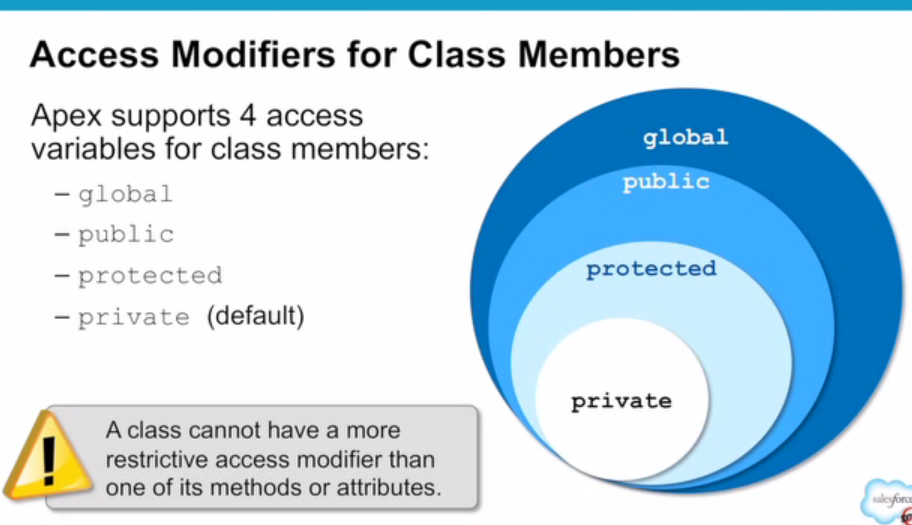 Access Modifiers for Class Members
Apex supports 4 access
variables for class members:
– global
– public
– protected
– private (default)
A class cannot have a more
restrictive access modifier than
one of its methods or attributes.
global
public
protected
private